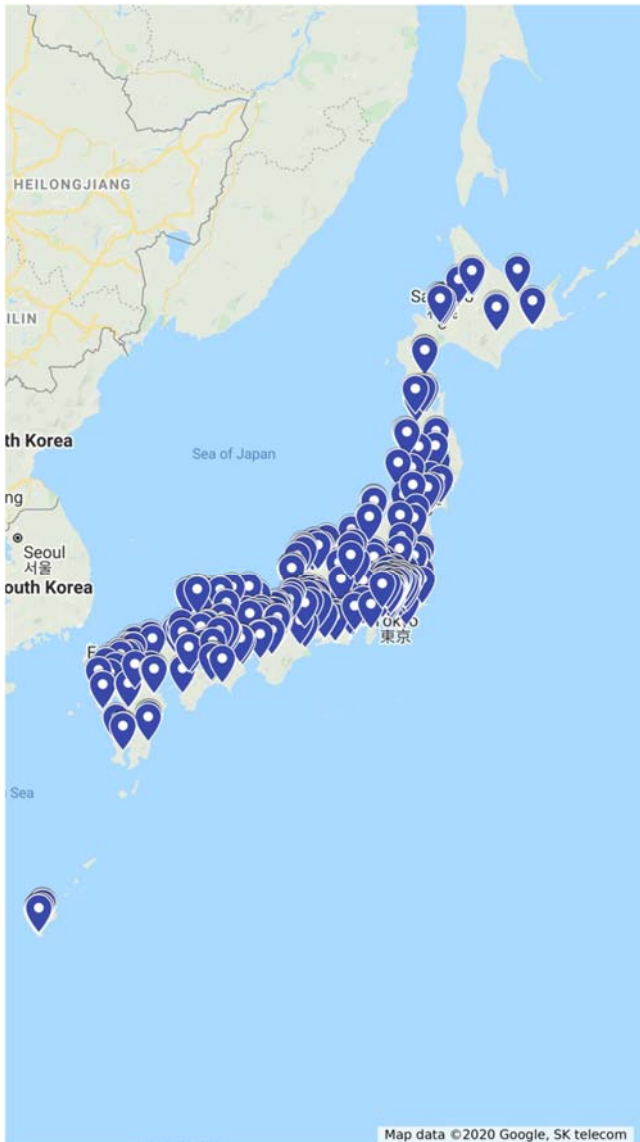 HEILONGJIANG
ILIN
th Korea
Sea of Japan
ng
Seoul
서울
outh Korea
東京
Sea
Map data ©2020 Google, SK telecom